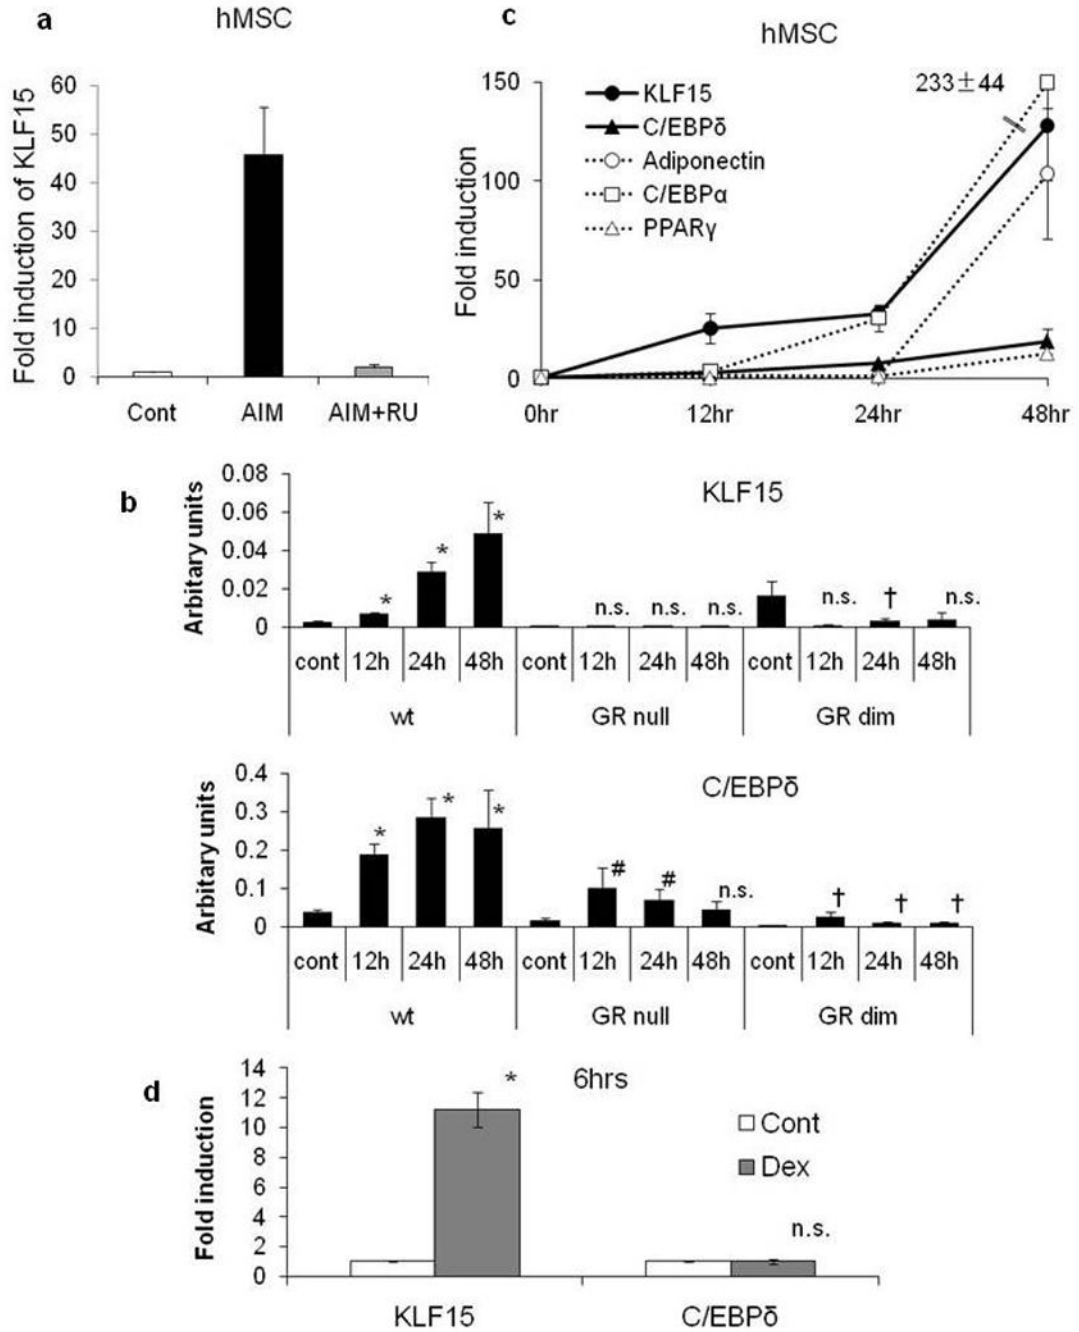 a
hMSC
Fold induction of KLF15
60
50
40
30
20
10
0
Cont AIM AIM+RU
c
hMSC
Fold induction
150
100
50
0
KLF15
C/EBPδ
Adiponectin
C/EBPα
PPARγ
233±44
0hr 12hr 24hr 48hr
b
KLF15
Arbitary units
0.08
0.06
0.04
0.02
0
* * * n.s. n.s. n.s. n.s. † n.s.
cont 12h 24h 48h cont 12h 24h 48h cont 12h 24h 48h
wt GR null GR dim
C/EBPδ
Arbitary units
0.4
0.3
0.2
0.1
0
* * * # # n.s. † † †
cont 12h 24h 48h cont 12h 24h 48h cont 12h 24h 48h
wt GR null GR dim
d
6hrs
Fold induction
14
12
10
8
6
4
2
0
*
Cont
Dex
n.s.
KLF15 C/EBPδ